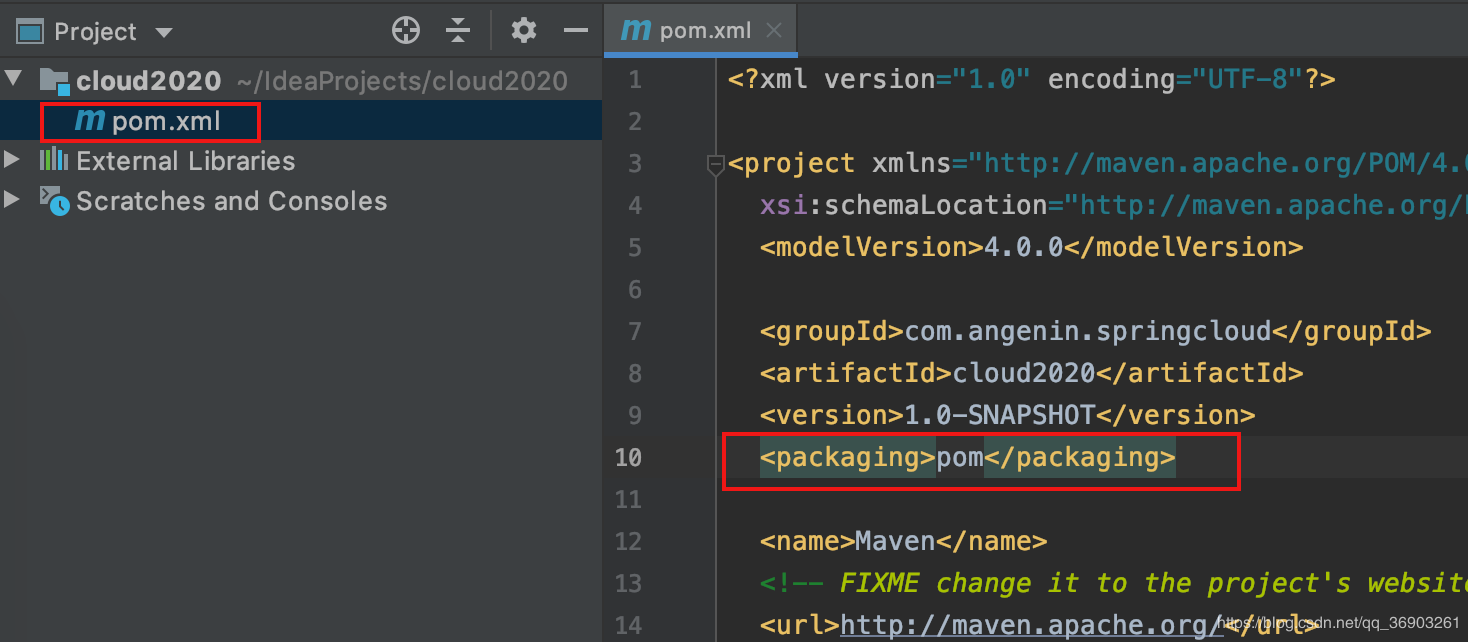 Project
pom.xml
cloud2020 ~/IdeaProjects/cloud2020
pom.xml
External Libraries
Scratches and Consoles
1 <?xml version="1.0" encoding="UTF-8"?>
2
3 <project xmlns="http://maven.apache.org/POM/4.
4 xsi:schemaLocation="http://maven.apache.org/
5 <modelVersion>4.0.0</modelVersion>
6
7 <groupId>com.angenin.springcloud</groupId>
8 <artifactId>cloud2020</artifactId>
9 <version>1.0-SNAPSHOT</version>
10 <packaging>pom</packaging>
11
12 <name>Maven</name>
13 <!-- FIXME change it to the project's website
14 <url>http://maven.apache.org/</url>
https://blog.csdn.net/qq_36903261